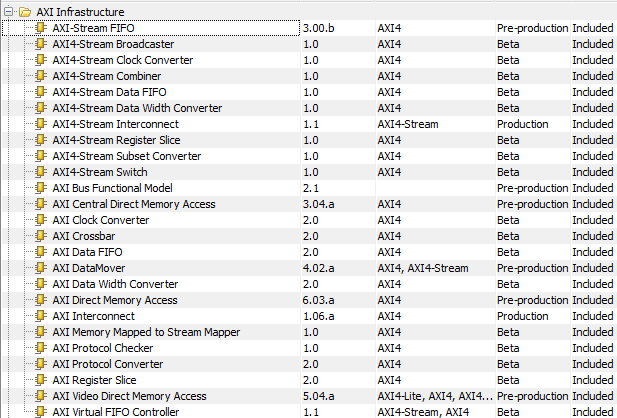 AXI Infrastructure
AXI-Stream FIFO 3.00.b AXI4 Pre-production Included
AXI4-Stream Broadcaster 1.0 AXI4 Beta Included
AXI4-Stream Clock Converter 1.0 AXI4 Beta Included
AXI4-Stream Combiner 1.0 AXI4 Beta Included
AXI4-Stream Data FIFO 1.0 AXI4 Beta Included
AXI4-Stream Data Width Converter 1.0 AXI4 Beta Included
AXI4-Stream Interconnect 1.1 AXI4-Stream Production Included
AXI4-Stream Register Slice 1.0 AXI4 Beta Included
AXI4-Stream Subset Converter 1.0 AXI4 Beta Included
AXI4-Stream Switch 1.0 AXI4 Beta Included
AXI Bus Functional Model 2.1 Pre-production Included
AXI Central Direct Memory Access 3.04.a AXI4 Pre-production Included
AXI Clock Converter 2.0 AXI4 Beta Included
AXI Crossbar 2.0 AXI4 Beta Included
AXI Data FIFO 2.0 AXI4 Beta Included
AXI DataMover 4.02.a AXI4, AXI4-Stream Pre-production Included
AXI Data Width Converter 2.0 AXI4 Beta Included
AXI Direct Memory Access 6.03.a AXI4 Pre-production Included
AXI Interconnect 1.06.a AXI4 Production Included
AXI Memory Mapped to Stream Mapper 1.0 AXI4 Beta Included
AXI Protocol Checker 1.0 AXI4 Beta Included
AXI Protocol Converter 2.0 AXI4 Beta Included
AXI Register Slice 2.0 AXI4 Beta Included
AXI Video Direct Memory Access 5.04.a AXI4-Lite, AXI4, AXI4... Pre-production Included
AXI Virtual FIFO Controller 1.1 AXI4-Stream, AXI4 Beta Included